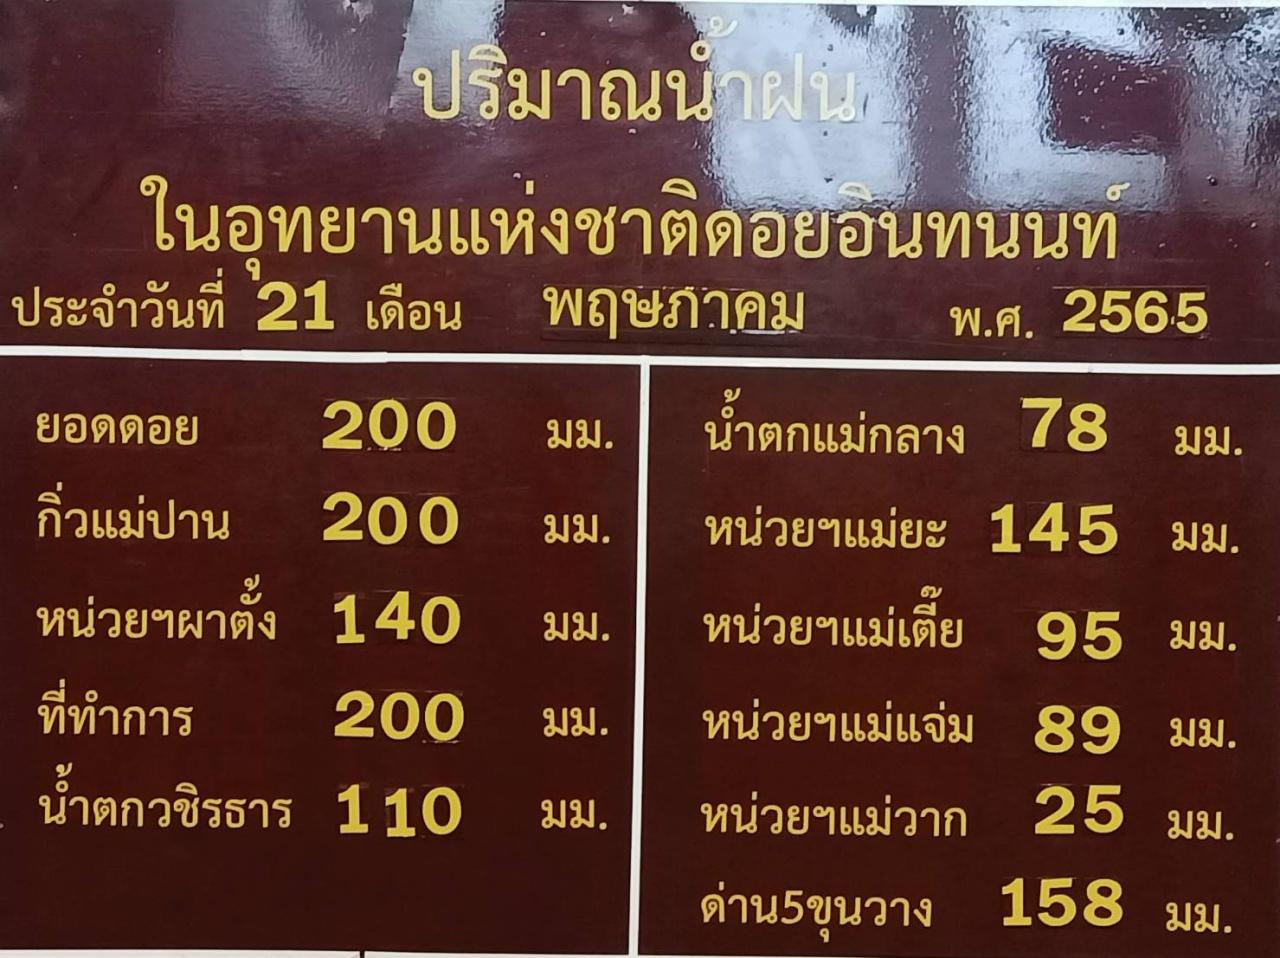 ปริมาณน้ำฝน
ในอุทยานแห่งชาติดอยอินทนนท์
ประจำวันที่ 21 เดือน พฤษภาคม พ.ศ. 2565
ยอดดอย 200 มม.
กิ่วแม่ปาน 200 มม.
หน่วยฯผาตั้ง 140 มม.
ที่ทำการ 200 มม.
น้ำตกวชิรธาร 110 มม.
น้ำตกแม่กลาง 78 มม.
หน่วยฯแม่ยะ 145 มม.
หน่วยฯแม่เตี๊ย 95 มม.
หน่วยฯแม่แจ่ม 89 มม.
หน่วยฯแม่วาก 25 มม.
ด่าน5ขุนวาง 158 มม.